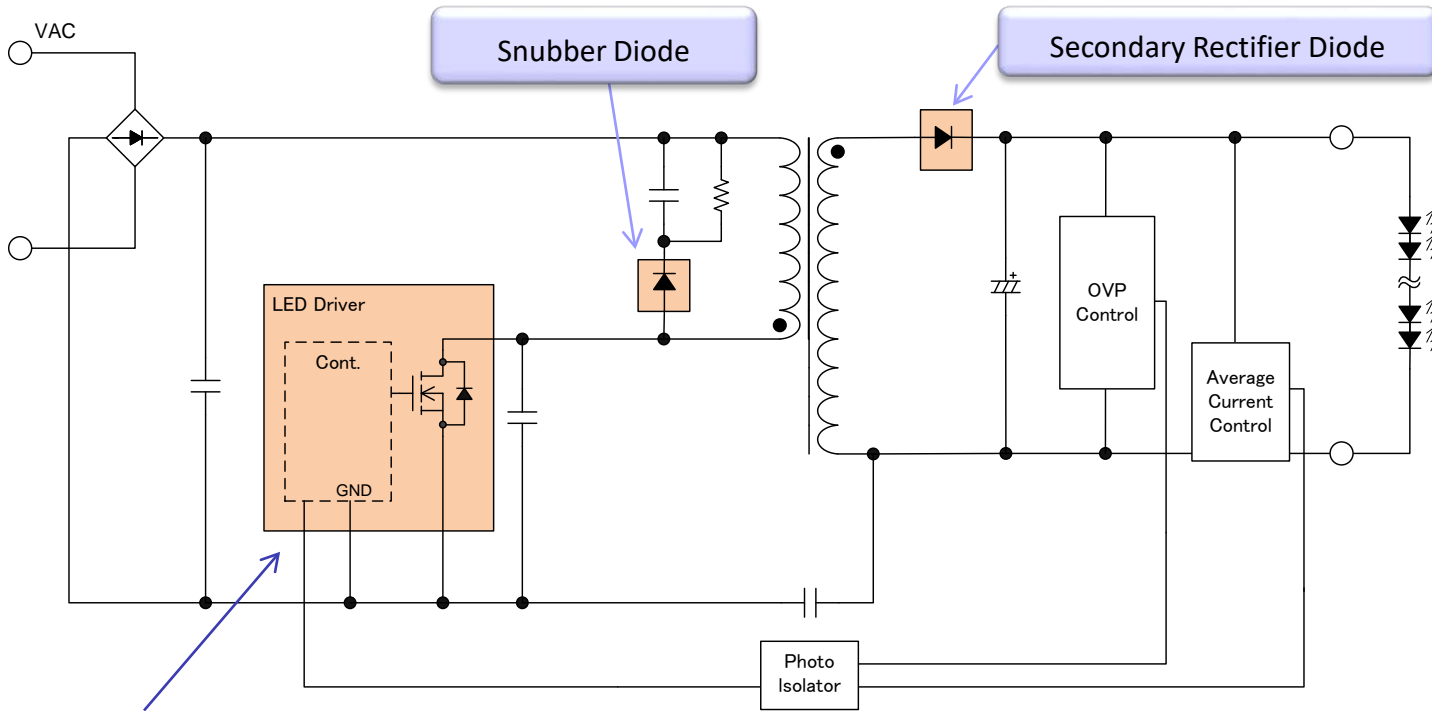 VAC
Snubber Diode
Secondary Rectifier Diode
LED Driver
Cont.
GND
OVP
Control
Average
Current
Control
Photo
Isolator
+